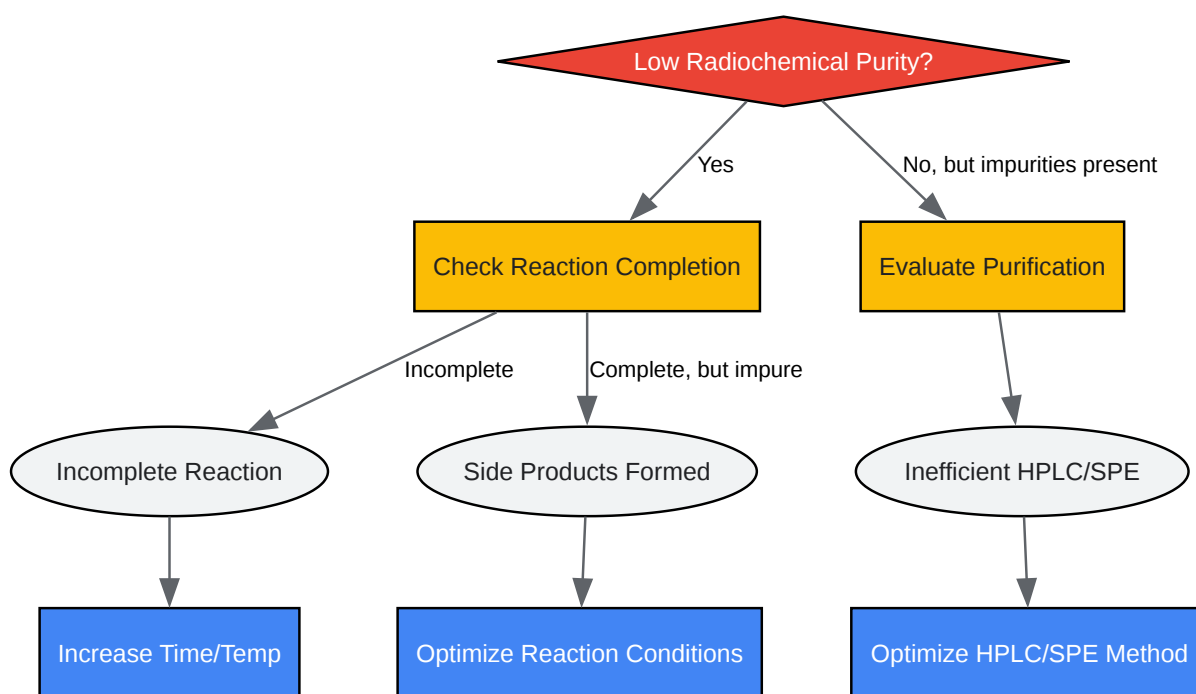 Low Radiochemical Purity?
Yes
No, but impurities present
Check Reaction Completion
Evaluate Purification
Incomplete
Complete, but impure
Incomplete Reaction
Side Products Formed
Inefficient HPLC/SPE
Increase Time/Temp
Optimize Reaction Conditions
Optimize HPLC/SPE Method